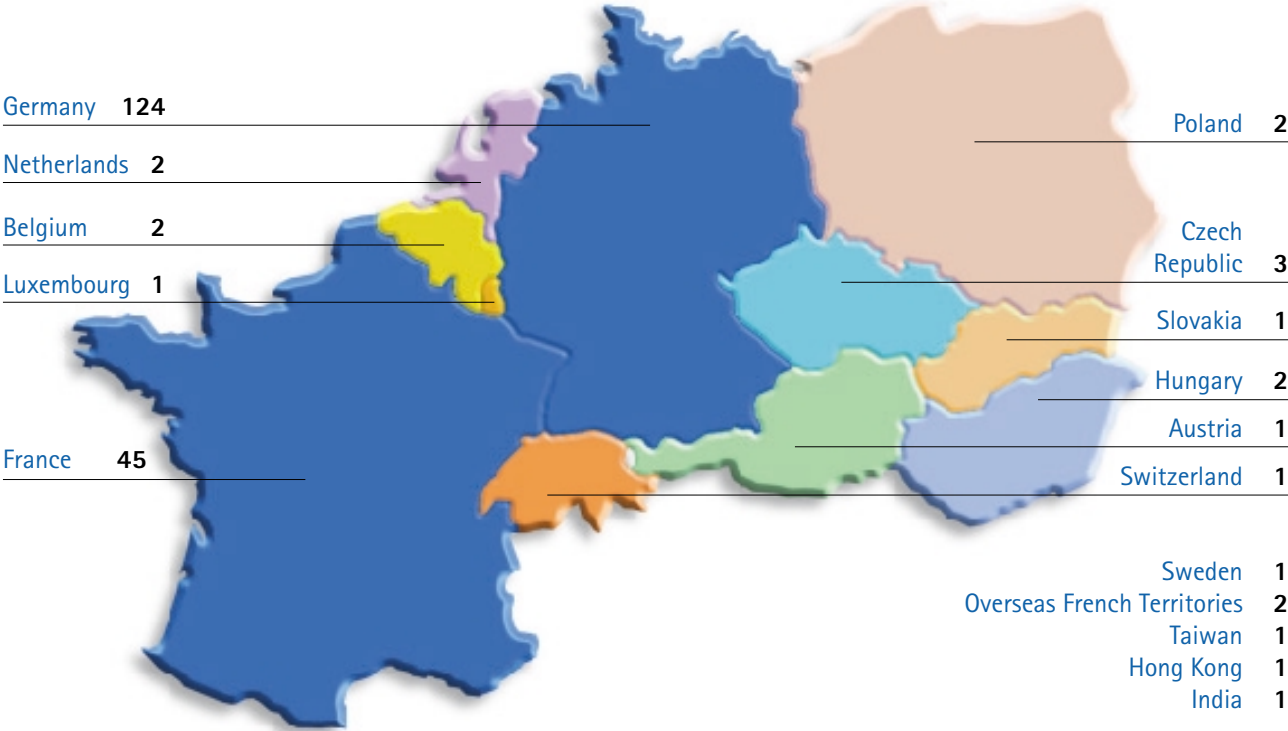 Germany 124
Netherlands 2
Belgium 2
Luxembourg 1
France 45
Poland 2
Czech
Republic 3
Slovakia 1
Hungary 2
Austria 1
Switzerland 1
Sweden 1
Overseas French Territories 2
Taiwan 1
Hong Kong 1
India 1